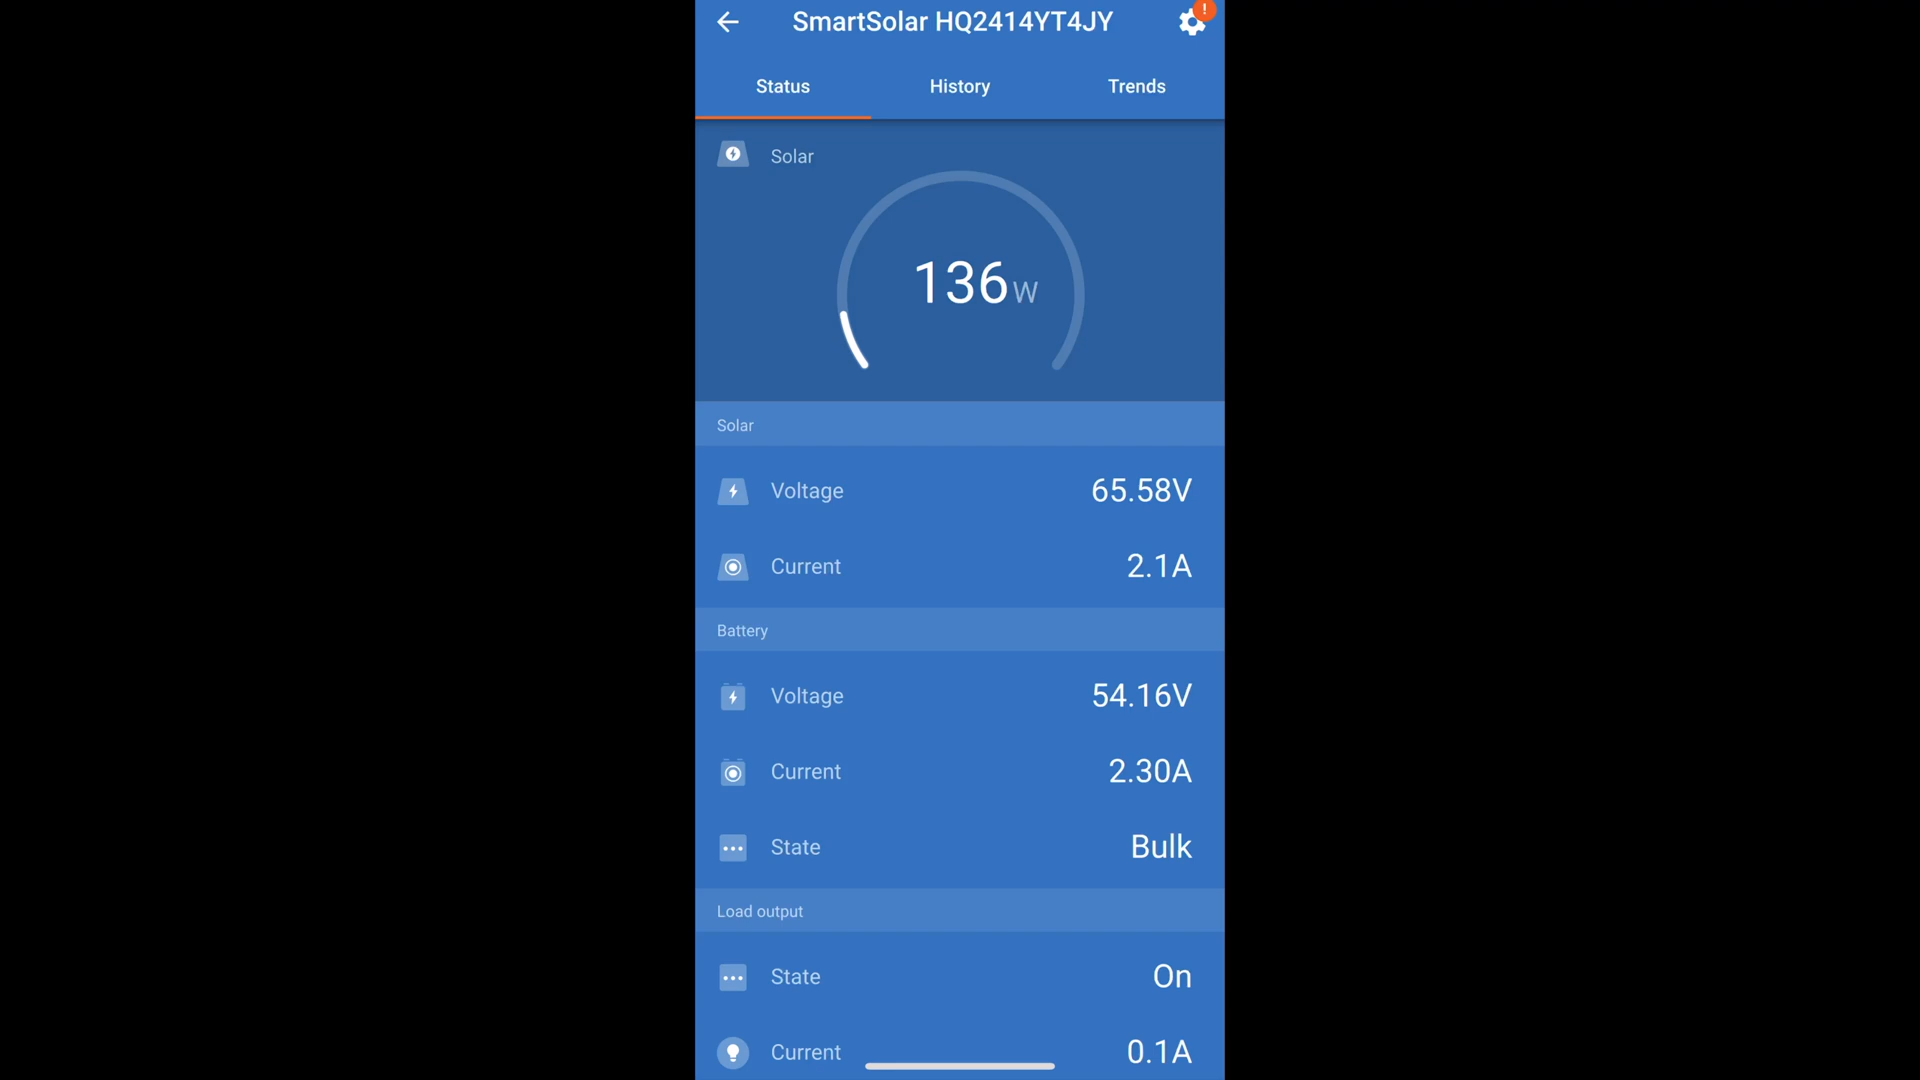 SmartSolar HQ2414YT4JY
!
Status History Trends
Solar
136W
Solar
Voltage 65.58V
Current 2.1A
Battery
Voltage 54.16V
Current 2.30A
State Bulk
Load output
State On
Current 0.1A